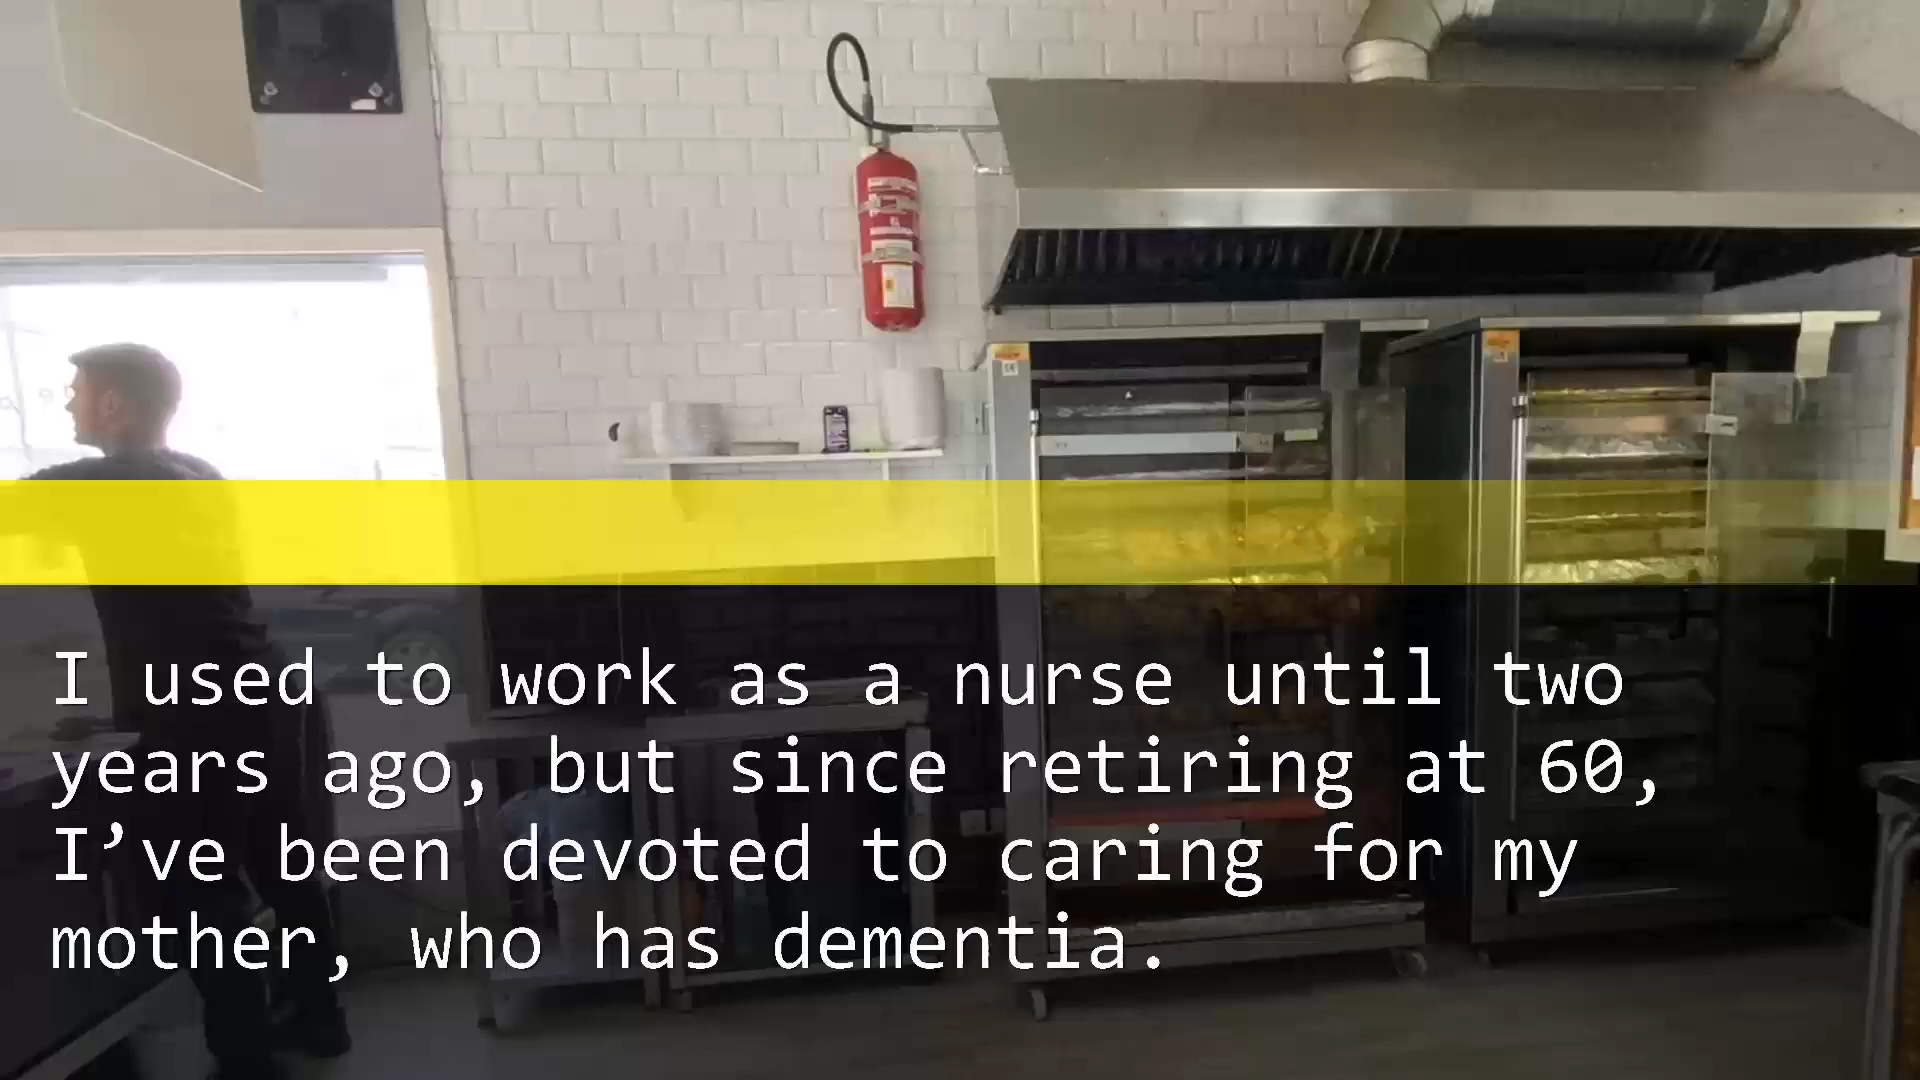 I used to work as a nurse until two
years ago, but since retiring at 60,
I’ve been devoted to caring for my
mother, who has dementia.